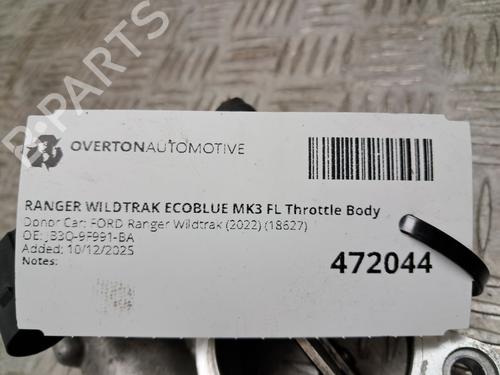 OVERTONAUTOMOTIVE
RANGER WILDTRAK ECOBLUE MK3 FL Throttle Body
Donor Car: FORD Ranger Wildtrak (2022) (18627)
OE: JB3Q-9F991-BA
Added: 10/12/2025
Notes:
472044
B-PARTS